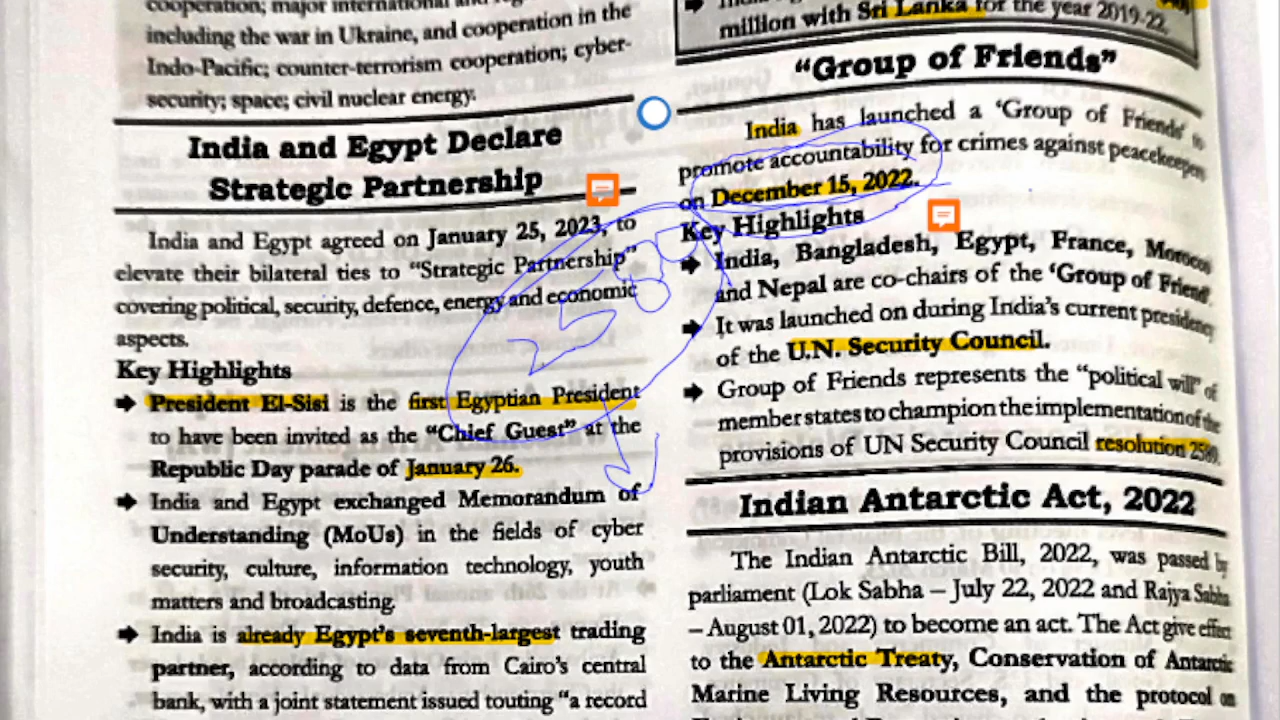 cooperation; major international and
including the war in Ukraine, and cooperation in the
Indo-Pacific; counter-terrorism cooperation; cyber-
security; space; civil nuclear energy.
India and Egypt Declare
Strategic Partnership
India and Egypt agreed on January 25, 2023, to
elevate their bilateral ties to “Strategic Partnership”
covering political, security, defence, energy and economic
aspects.
Key Highlights
➔ President El-Sisi is the first Egyptian President
to have been invited as the “Chief Guest” at the
Republic Day parade of January 26.
➔ India and Egypt exchanged Memorandum of
Understanding (MoUs) in the fields of cyber
security, culture, information technology, youth
matters and broadcasting.
➔ India is already Egypt’s seventh-largest trading
partner, according to data from Cairo’s central
bank, with a joint statement issued touting “a record
million with Sri Lanka for the year 2019-22.
“Group of Friends”
India has launched a ‘Group of Friends’ to
promote accountability for crimes against peacekeepers
on December 15, 2022.
Key Highlights
➔ India, Bangladesh, Egypt, France, Morocco
and Nepal are co-chairs of the ‘Group of Friend’.
➔ It was launched on during India’s current presidency
of the U.N. Security Council.
➔ Group of Friends represents the “political will” of
member states to champion the implementation of the
provisions of UN Security Council resolution 2589.
Indian Antarctic Act, 2022
The Indian Antarctic Bill, 2022, was passed by
parliament (Lok Sabha – July 22, 2022 and Rajya Sabha
– August 01, 2022) to become an act. The Act give effect
to the Antarctic Treaty, Conservation of Antarctic
Marine Living Resources, and the protocol on